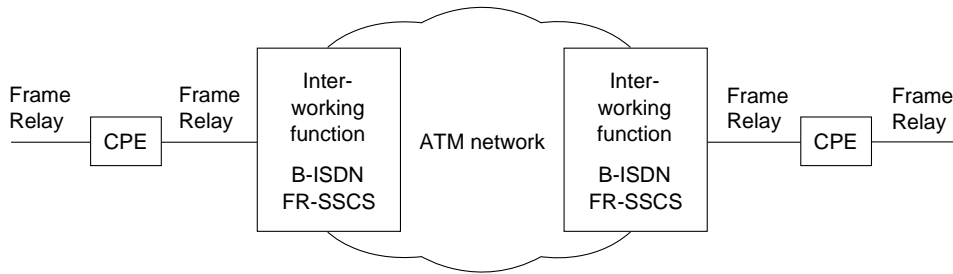 Frame
Relay
CPE
Frame
Relay
Inter-
working
function
B-ISDN
FR-SSCS
ATM network
Inter-
working
function
B-ISDN
FR-SSCS
Frame
Relay
CPE
Frame
Relay